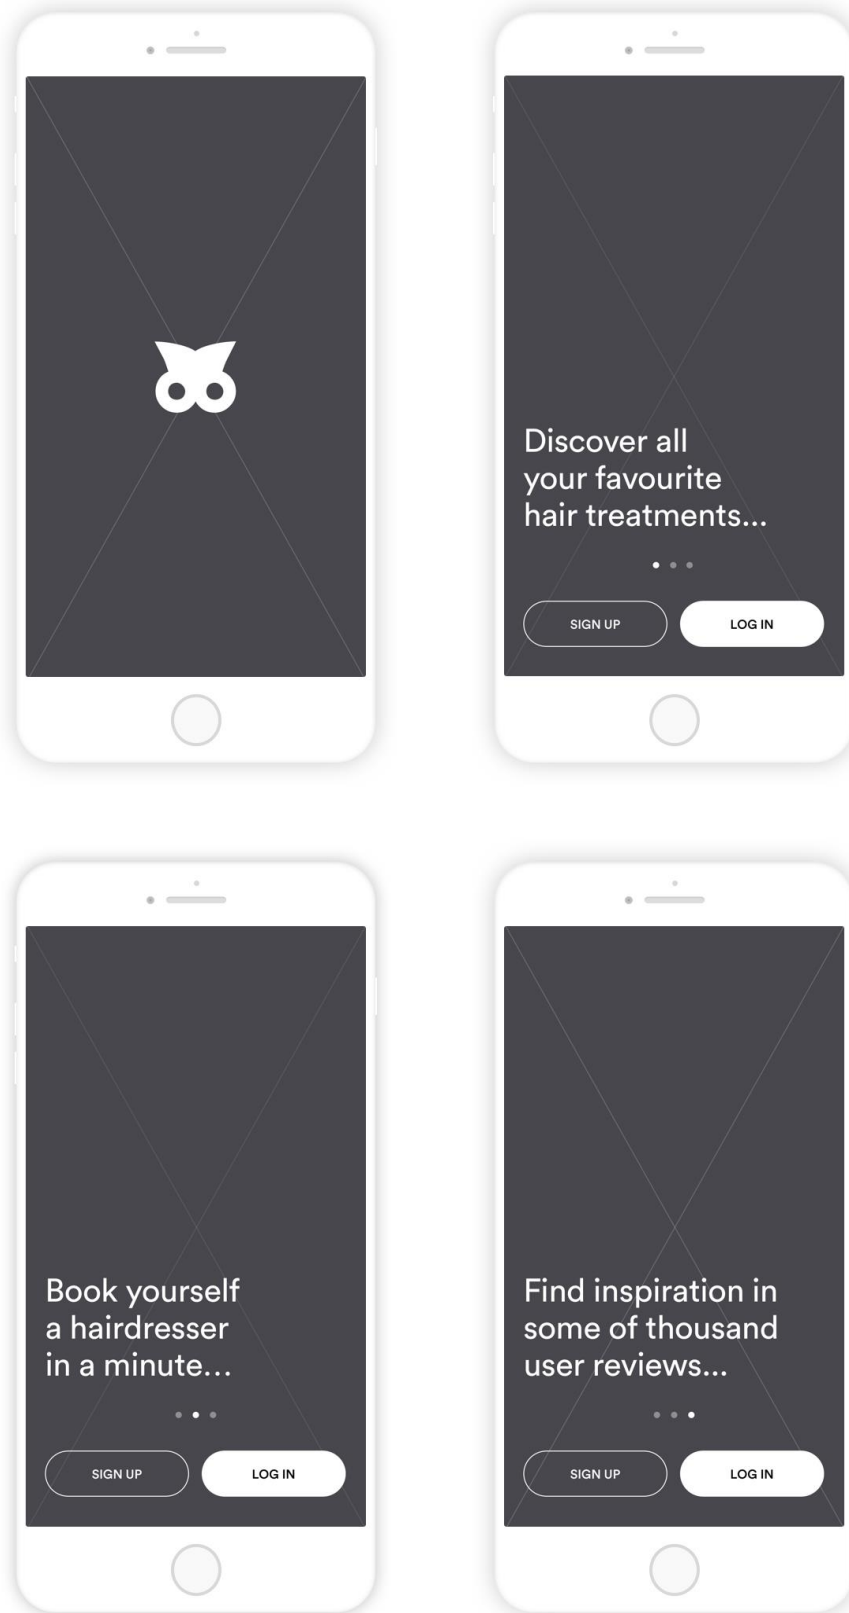 Discover all
your favourite
hair treatments...
SIGN UP
LOG IN
Book yourself
a hairdresser
in a minute...
SIGN UP
LOG IN
Find inspiration in
some of thousand
user reviews...
SIGN UP
LOG IN